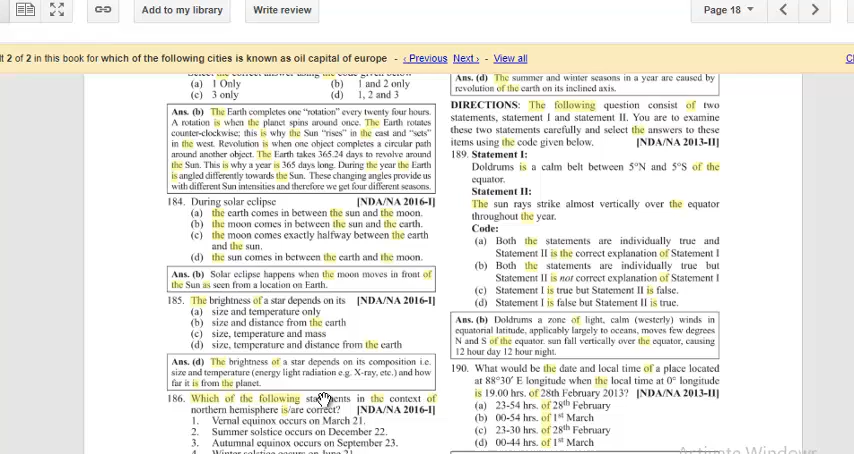 Add to my library
Write review
Page 18
lt 2 of 2 in this book for which of the following cities is known as oil capital of europe - ‹ Previous Next › - View all
(a) 1 Only (b) 1 and 2 only
(c) 3 only (d) 1, 2 and 3
Ans. (b) The Earth completes one “rotation” every twenty four hours.
A rotation is when the planet spins around once. The Earth rotates
counter-clockwise; this is why the Sun “rises” in the east and “sets”
in the west. Revolution is when one object completes a circular path
around another object. The Earth takes 365.24 days to revolve around
the Sun. This is why a year is 365 days long. During the year the Earth
is angled differently towards the Sun. These changing angles provide us
with different Sun intensities and therefore we get four different seasons.
184. During solar eclipse [NDA/NA 2016-I]
(a) the earth comes in between the sun and the moon.
(b) the moon comes in between the sun and the earth.
(c) the moon comes exactly halfway between the earth
and the sun.
(d) the sun comes in between the earth and the moon.
Ans. (b) Solar eclipse happens when the moon moves in front of
the Sun as seen from a location on Earth.
185. The brightness of a star depends on its [NDA/NA 2016-I]
(a) size and temperature only
(b) size and distance from the earth
(c) size, temperature and mass
(d) size, temperature and distance from the earth
Ans. (d) The brightness of a star depends on its composition i.e.
size and temperature (energy light radiation e.g. X-ray, etc.) and how
far it is from the planet.
186. Which of the following statements in the context of
northern hemisphere is/are correct? [NDA/NA 2016-I]
1. Vernal equinox occurs on March 21.
2. Summer solstice occurs on December 22.
3. Autumnal equinox occurs on September 23.
4. Winter solstice occurs on June 21.
Ans. (d) The summer and winter seasons in a year are caused by
revolution of the earth on its inclined axis.
DIRECTIONS: The following question consist of two
statements, statement I and statement II. You are to examine
these two statements carefully and select the answers to these
items using the code given below. [NDA/NA 2013-II]
189. Statement I:
Doldrums is a calm belt between 5°N and 5°S of the
equator.
Statement II:
The sun rays strike almost vertically over the equator
throughout the year.
Code:
(a) Both the statements are individually true and
Statement II is the correct explanation of Statement I
(b) Both the statements are individually true but
Statement II is not correct explanation of Statement I
(c) Statement I is true but Statement II is false.
(d) Statement I is false but Statement II is true.
Ans. (b) Doldrums a zone of light, calm (westerly) winds in
equatorial latitude, applicably largely to oceans, moves few degrees
N and S of the equator. sun fall vertically over the equator, causing
12 hour day 12 hour night.
190. What would be the date and local time of a place located
at 88°30′ E longitude when the local time at 0° longitude
is 19.00 hrs. of 28th February 2013? [NDA/NA 2013-II]
(a) 23-54 hrs. of 28th February
(b) 00-54 hrs. of 1st March
(c) 23-30 hrs. of 28th February
(d) 00-44 hrs. of 1st March